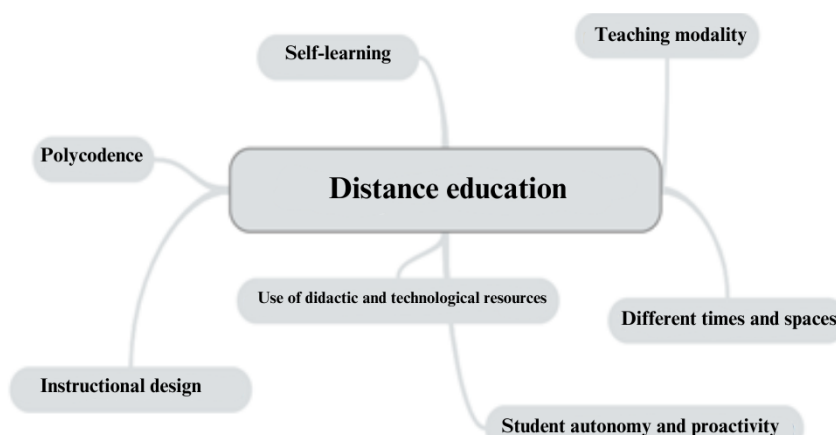 Teaching modality
Self-learning
Polycodence
Distance education
Use of didactic and technological resources
Different times and spaces
Instructional design
Student autonomy and proactivity